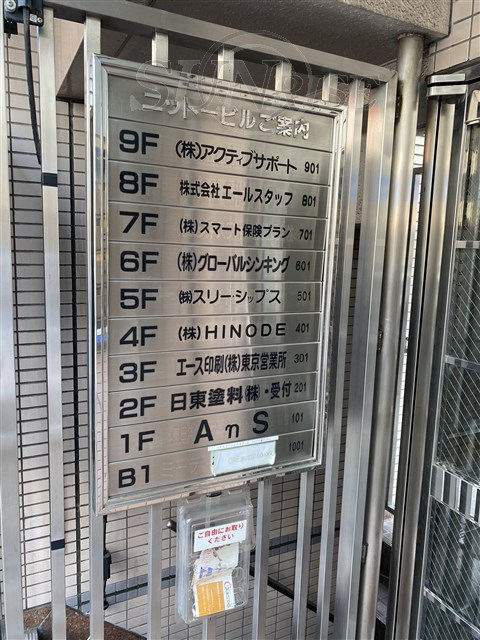 ニットービルご案内
9F (株)アクティブサポート 901
8F 株式会社エールスタッフ 801
7F (株)スマート保険プラン 701
6F (株)グローバルシンキング 601
5F ㈱スリー・シップス 501
4F (株)HINODE 401
3F エース印刷(株)東京営業所 301
2F 日東塗料(株)・受付 201
1F AηS 101
B1 1001
ご自由にお取り
ください